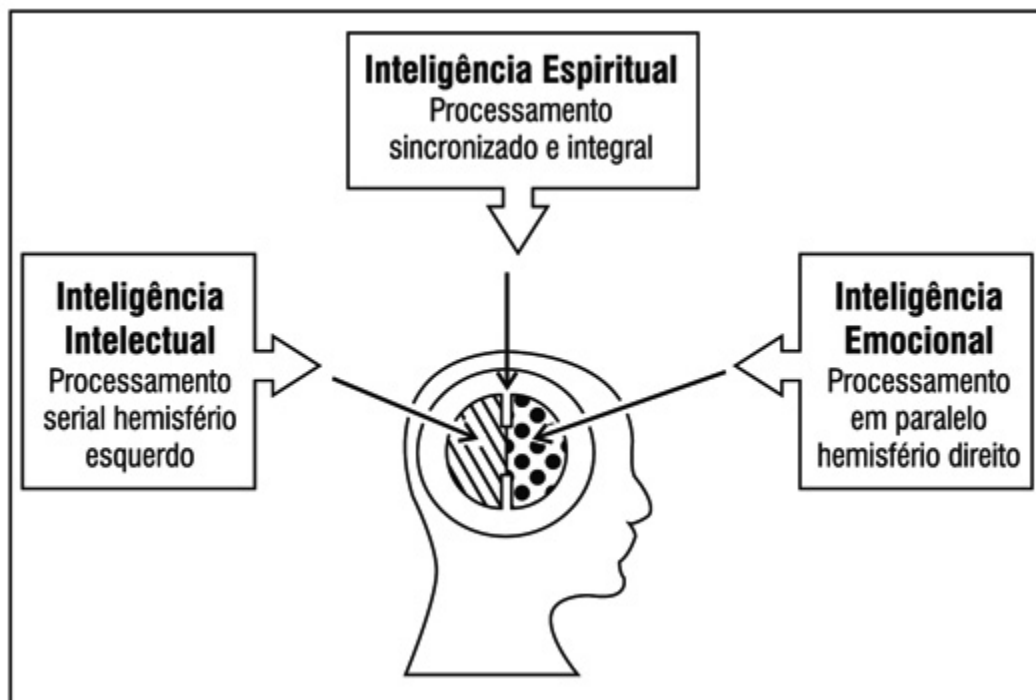 Inteligência Espiritual
Processamento
sincronizado e integral
Inteligência
Intelectual
Processamento
serial hemisfério
esquerdo
Inteligência
Emocional
Processamento
em paralelo
hemisfério direito